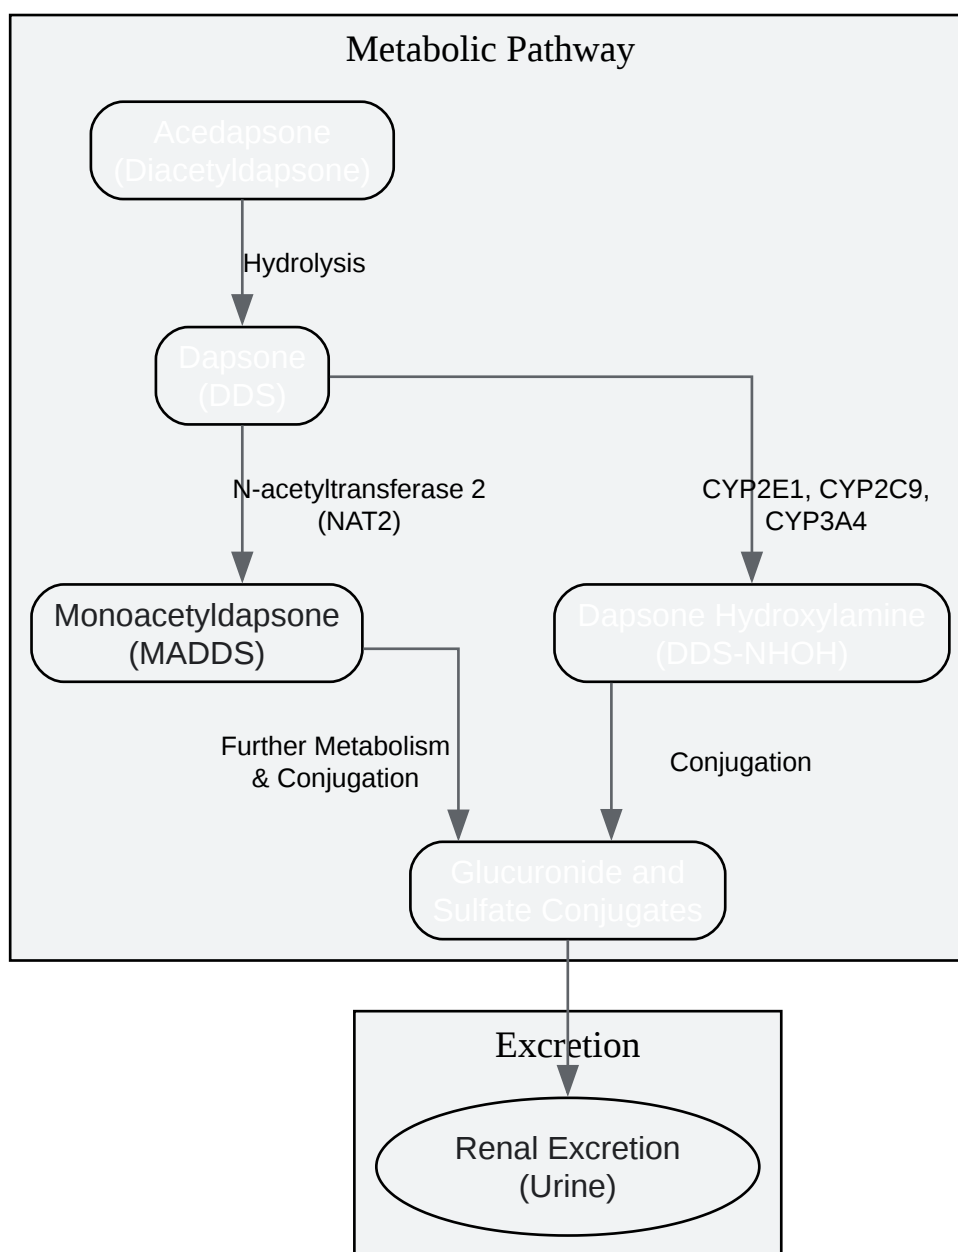 Metabolic Pathway
Acedapsone
(Diacetyldapsone)
Hydrolysis
Dapsone
(DDS)
N-acetyltransferase 2
(NAT2)
CYP2E1, CYP2C9,
CYP3A4
Monoacetyldapsone
(MADDS)
Dapsone Hydroxylamine
(DDS-NHOH)
Further Metabolism
& Conjugation
Conjugation
Glucuronide and
Sulfate Conjugates
Excretion
Renal Excretion
(Urine)